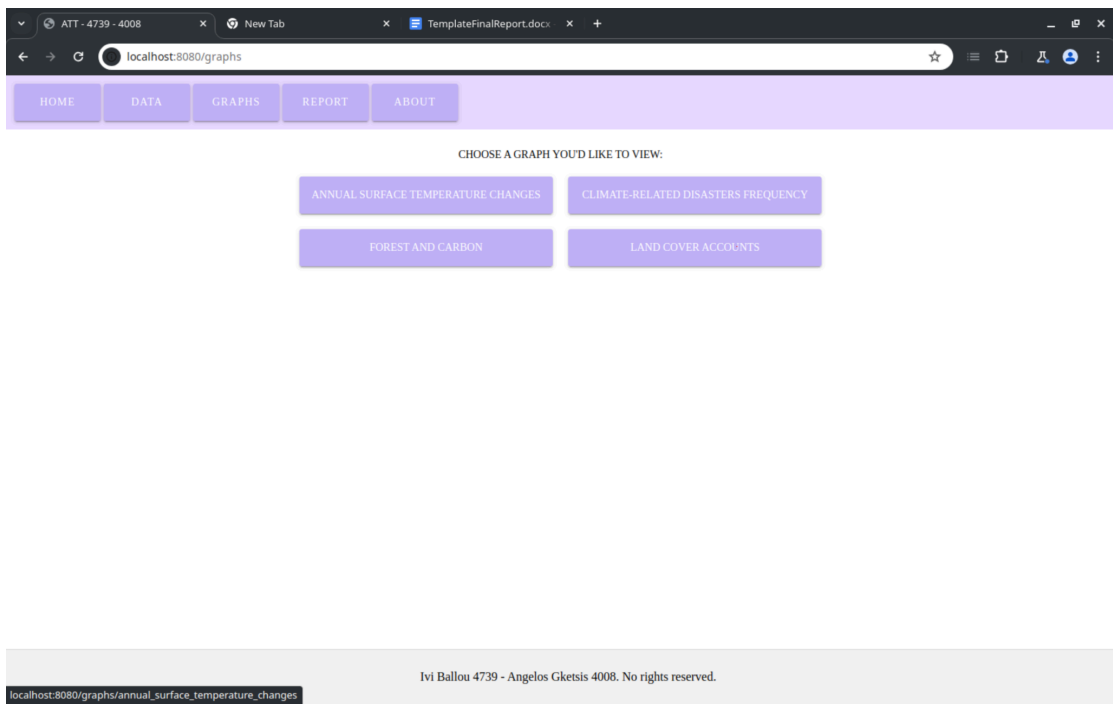 ATT - 4739 - 4008 New Tab TemplateFinalReport.docx
localhost:8080/graphs
HOME DATA GRAPHS REPORT ABOUT
CHOOSE A GRAPH YOU'D LIKE TO VIEW:
ANNUAL SURFACE TEMPERATURE CHANGES CLIMATE-RELATED DISASTERS FREQUENCY
FOREST AND CARBON LAND COVER ACCOUNTS
Ivi Ballou 4739 - Angelos Gketsis 4008. No rights reserved.
localhost:8080/graphs/annual_surface_temperature_changes